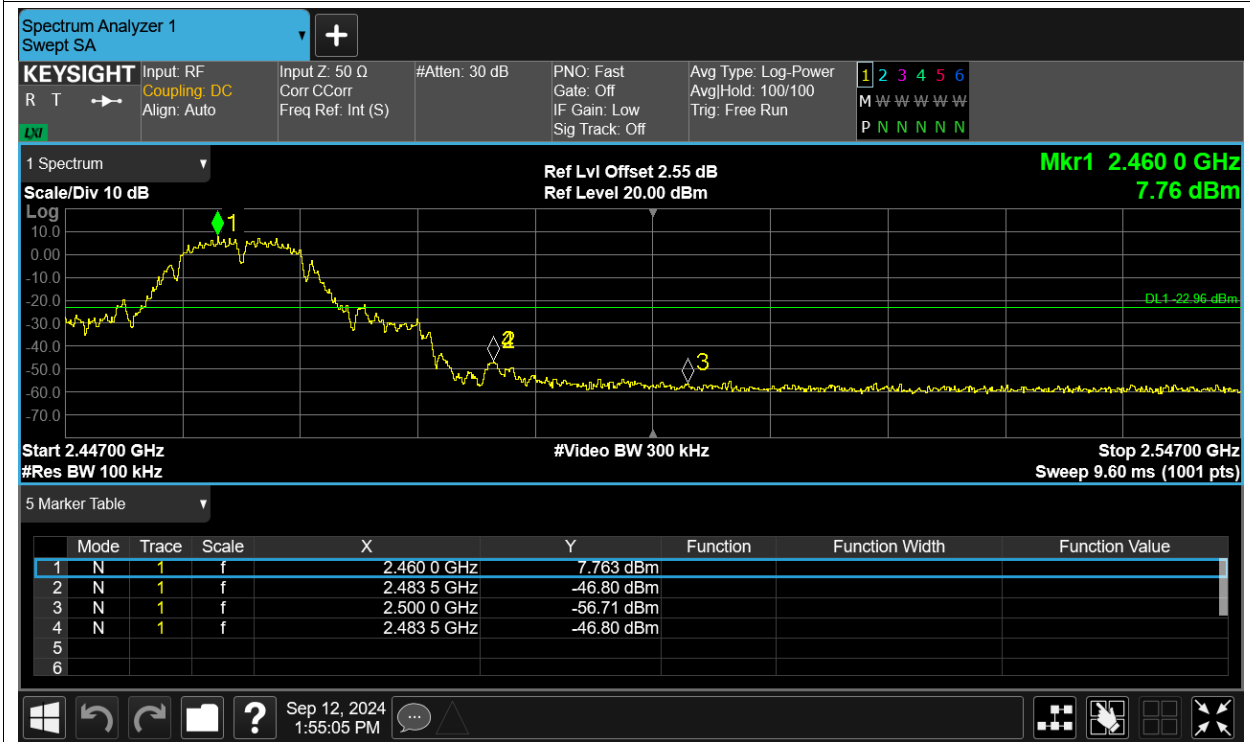 Spectrum Analyzer 1
Swept SA
+
KEYSIGHT Input: RF Input Z: 50 Ω #Atten: 30 dB PNO: Fast Avg Type: Log-Power 1 2 3 4 5 6
R T Coupling: DC Corr CCorr Gate: Off Avg|Hold: 100/100 M W W W W W
Align: Auto Freq Ref: Int (S) IF Gain: Low Trig: Free Run
LXI Sig Track: Off P N N N N N
1 Spectrum Ref Lvl Offset 2.55 dB Mkr1 2.460 0 GHz
Scale/Div 10 dB Ref Level 20.00 dBm 7.76 dBm
Log
1
10.0
0.00
-10.0
-20.0 DL1 -22.96 dBm
-30.0
-40.0 2 4
-50.0 3
-60.0
-70.0
Start 2.44700 GHz #Video BW 300 kHz Stop 2.54700 GHz
#Res BW 100 kHz Sweep 9.60 ms (1001 pts)
5 Marker Table
Mode Trace Scale X Y Function Function Width Function Value
1 N 1 f 2.460 0 GHz 7.763 dBm
2 N 1 f 2.483 5 GHz -46.80 dBm
3 N 1 f 2.500 0 GHz -56.71 dBm
4 N 1 f 2.483 5 GHz -46.80 dBm
5
6
? Sep 12, 2024
1:55:05 PM